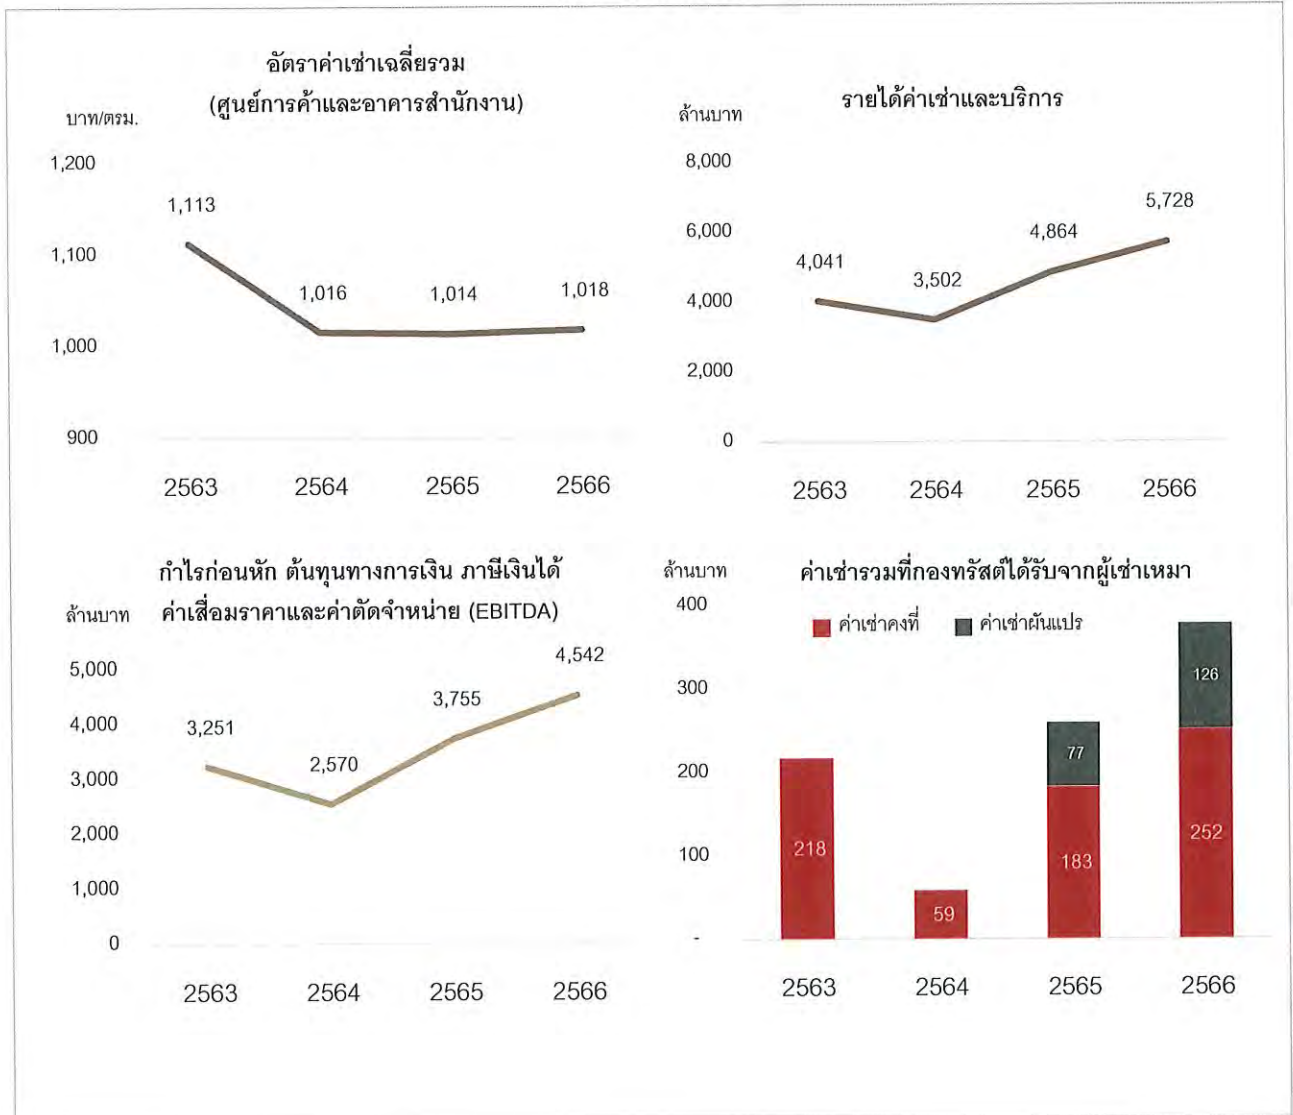 อัตราค่าเช่าเฉลี่ยรวม
(ศูนย์การค้าและอาคารสำนักงาน)
บาท/ตรม.
1,200
1,100
1,000
900
1,113
1,016
1,014
1,018
2563 2564 2565 2566
รายได้ค่าเช่าและบริการ
ล้านบาท
8,000
6,000
4,000
2,000
0
4,041
3,502
4,864
5,728
2563 2564 2565 2566
กำไรก่อนหัก ต้นทุนทางการเงิน ภาษีเงินได้
ค่าเสื่อมราคาและค่าตัดจำหน่าย (EBITDA)
ล้านบาท
5,000
4,000
3,000
2,000
1,000
0
3,251
2,570
3,755
4,542
2563 2564 2565 2566
ค่าเช่ารวมที่กองทรัสต์ได้รับจากผู้เช่าเหมา
ล้านบาท
ค่าเช่าคงที่ ค่าเช่าผันแปร
400
300
200
100
-
218
59
77
183
126
252
2563 2564 2565 2566